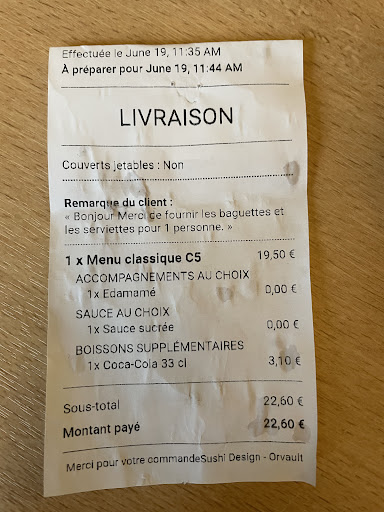 Effectuée le June 19, 11:35 AM
À préparer pour June 19, 11:44 AM
LIVRAISON
Couverts jetables : Non
Remarque du client :
« Bonjour Merci de fournir les baguettes et
les serviettes pour 1 personne. »
1 x Menu classique C5 19,50 €
ACCOMPAGNEMENTS AU CHOIX
1x Edamamé 0,00 €
SAUCE AU CHOIX
1x Sauce sucrée 0,00 €
BOISSONS SUPPLÉMENTAIRES
1x Coca-Cola 33 cl 3,10 €
Sous-total 22,60 €
Montant payé 22,60 €
Merci pour votre commandeSushi Design - Orvault